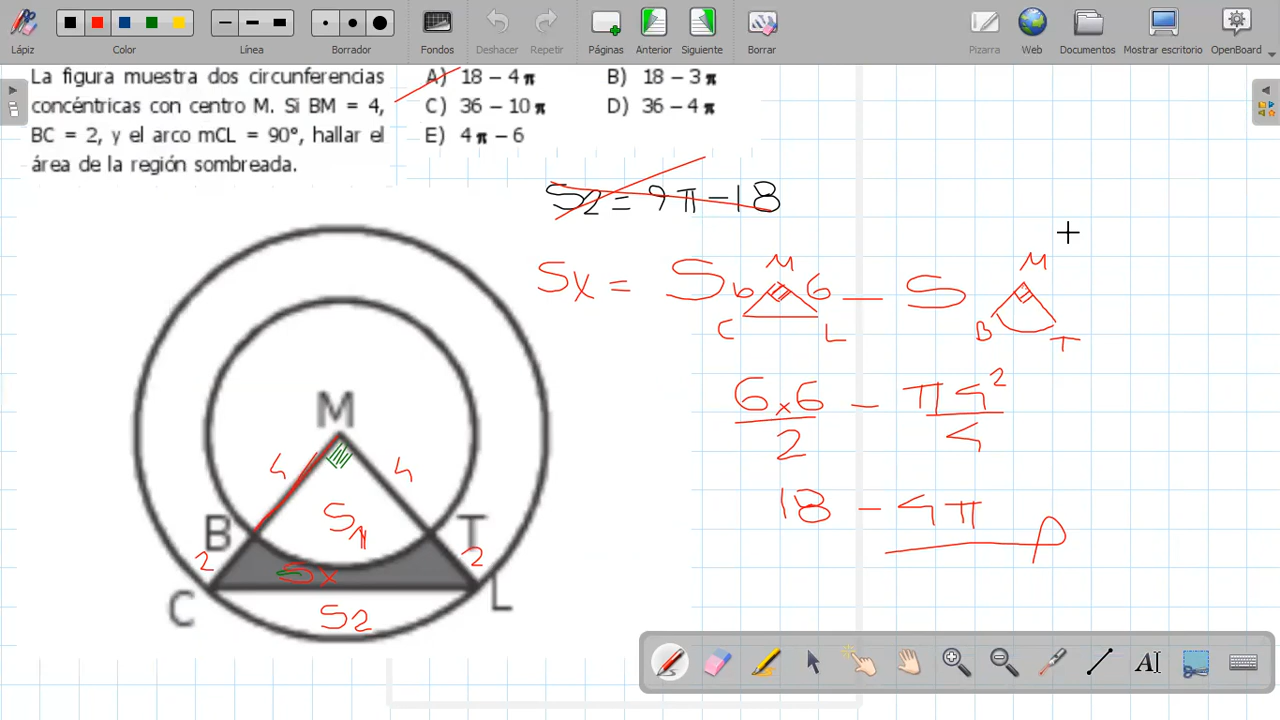 Lápiz
Color
Línea
Borrador
Fondos
Deshacer
Repetir
Páginas
Anterior
Siguiente
Borrar
Pizarra
Web
Documentos
Mostrar escritorio
OpenBoard
La figura muestra dos circunferencias
concéntricas con centro M. Si BM = 4,
BC = 2, y el arco mCL = 90°, hallar el
área de la región sombreada.
A) 18 − 4π B) 18 − 3π
C) 36 − 10π D) 36 − 4π
E) 4π − 6
S2 = 9π − 18
Sx = S − S
M
6 6
C L
M
B T
6x6/2 − π4²/4
18 − 4π
M
4 4
S1
B T
2 2
Sx
C L
S2